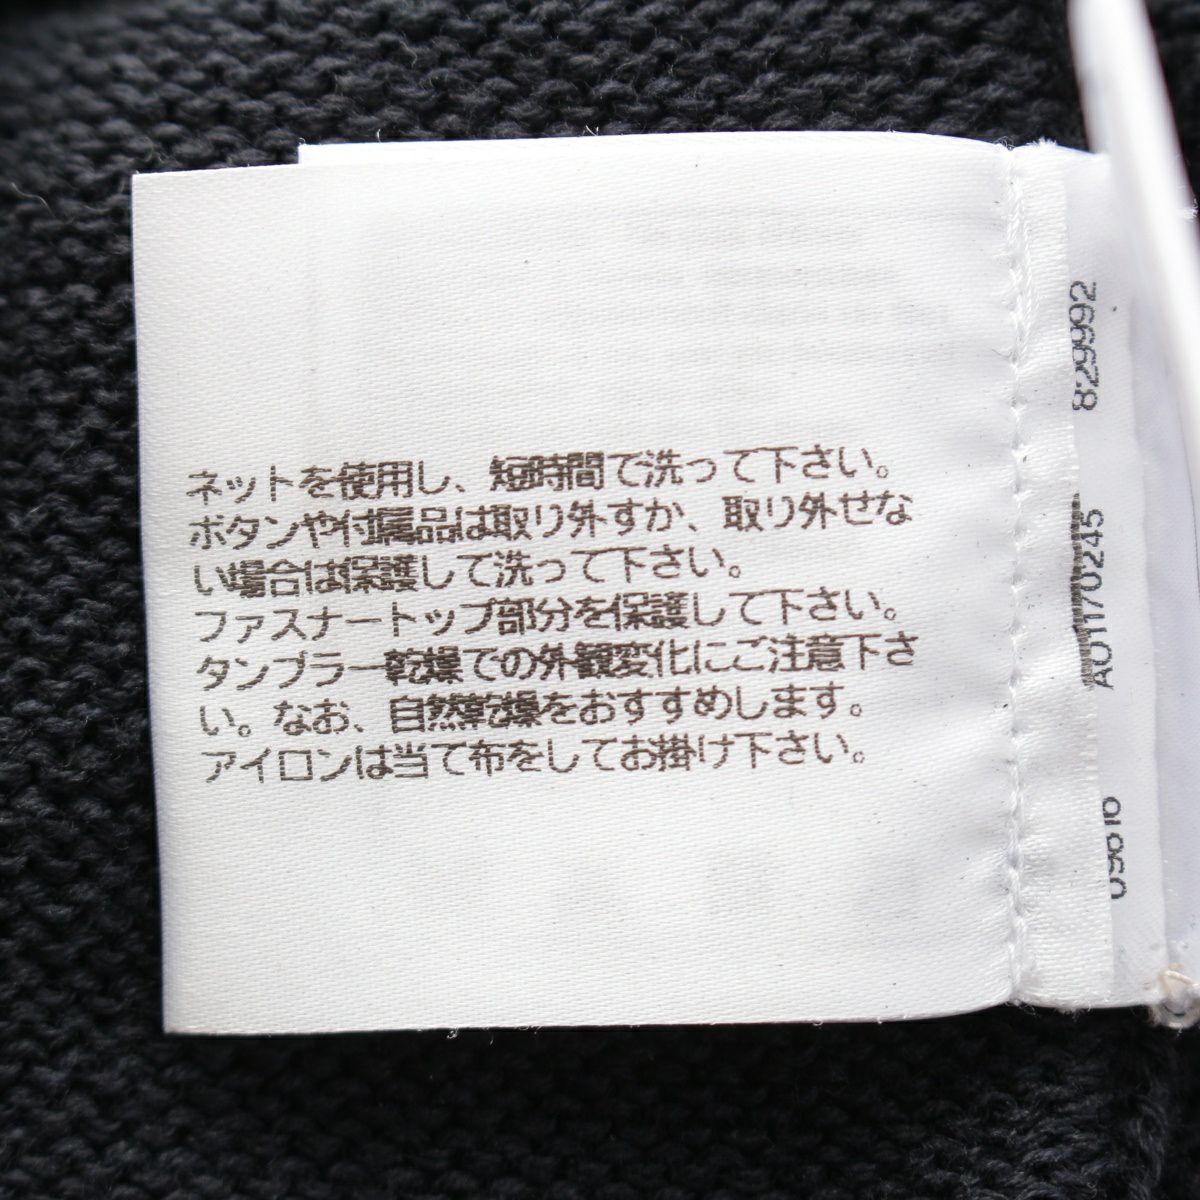 ネットを使用し、短時間で洗って下さい。
ボタンや付属品は取り外すか、取り外せな
い場合は保護して洗って下さい。
ファスナートップ部分を保護して下さい。
タンブラー乾燥での外観変化にご注意下さ
い。なお、自然乾燥をおすすめします。
アイロンは当て布をしてお掛け下さい。
829992
AO1170245